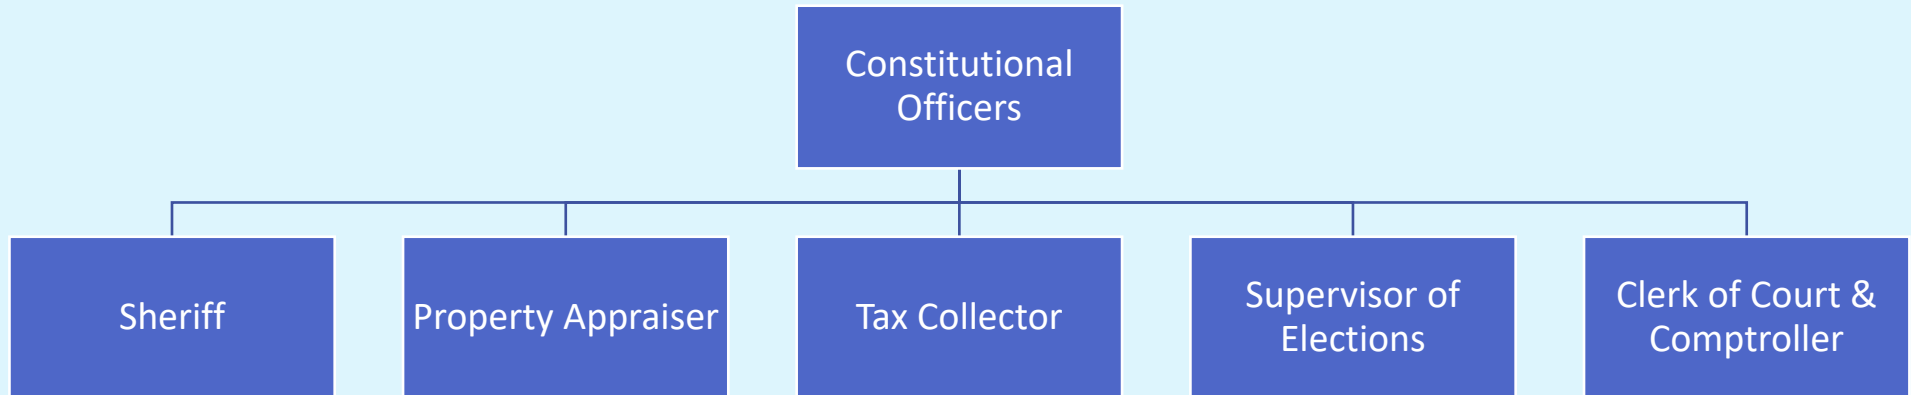 Constitutional
Officers
Sheriff
Property Appraiser
Tax Collector
Supervisor of
Elections
Clerk of Court &
Comptroller